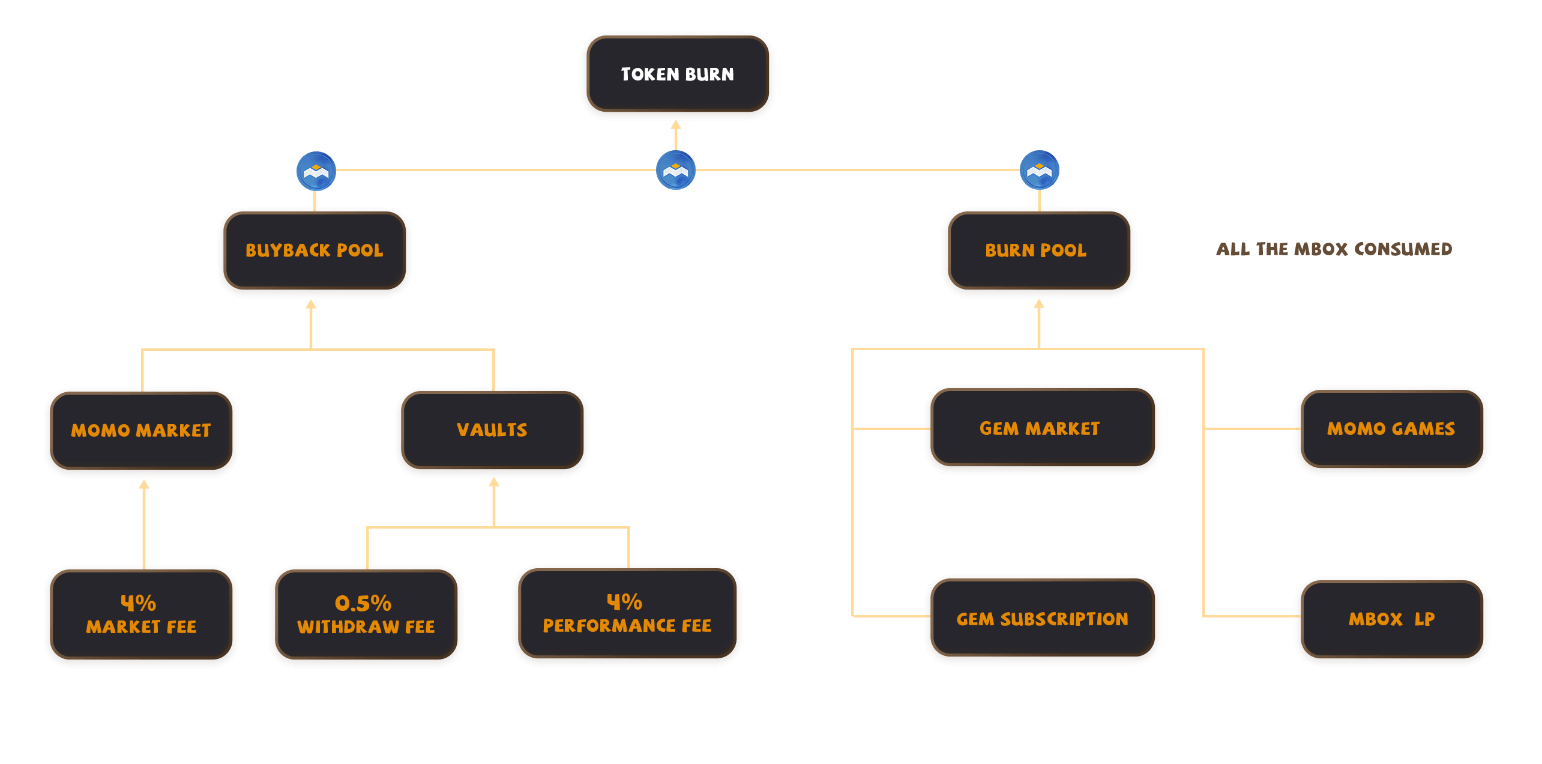 TOKEN BURN
BUYBACK POOL
BURN POOL
ALL THE MBOX CONSUMED
MOMO MARKET
VAULTS
GEM MARKET
MOMO GAMES
4%
MARKET FEE
0.5%
WITHDRAW FEE
4%
PERFORMANCE FEE
GEM SUBSCRIPTION
MBOX LP